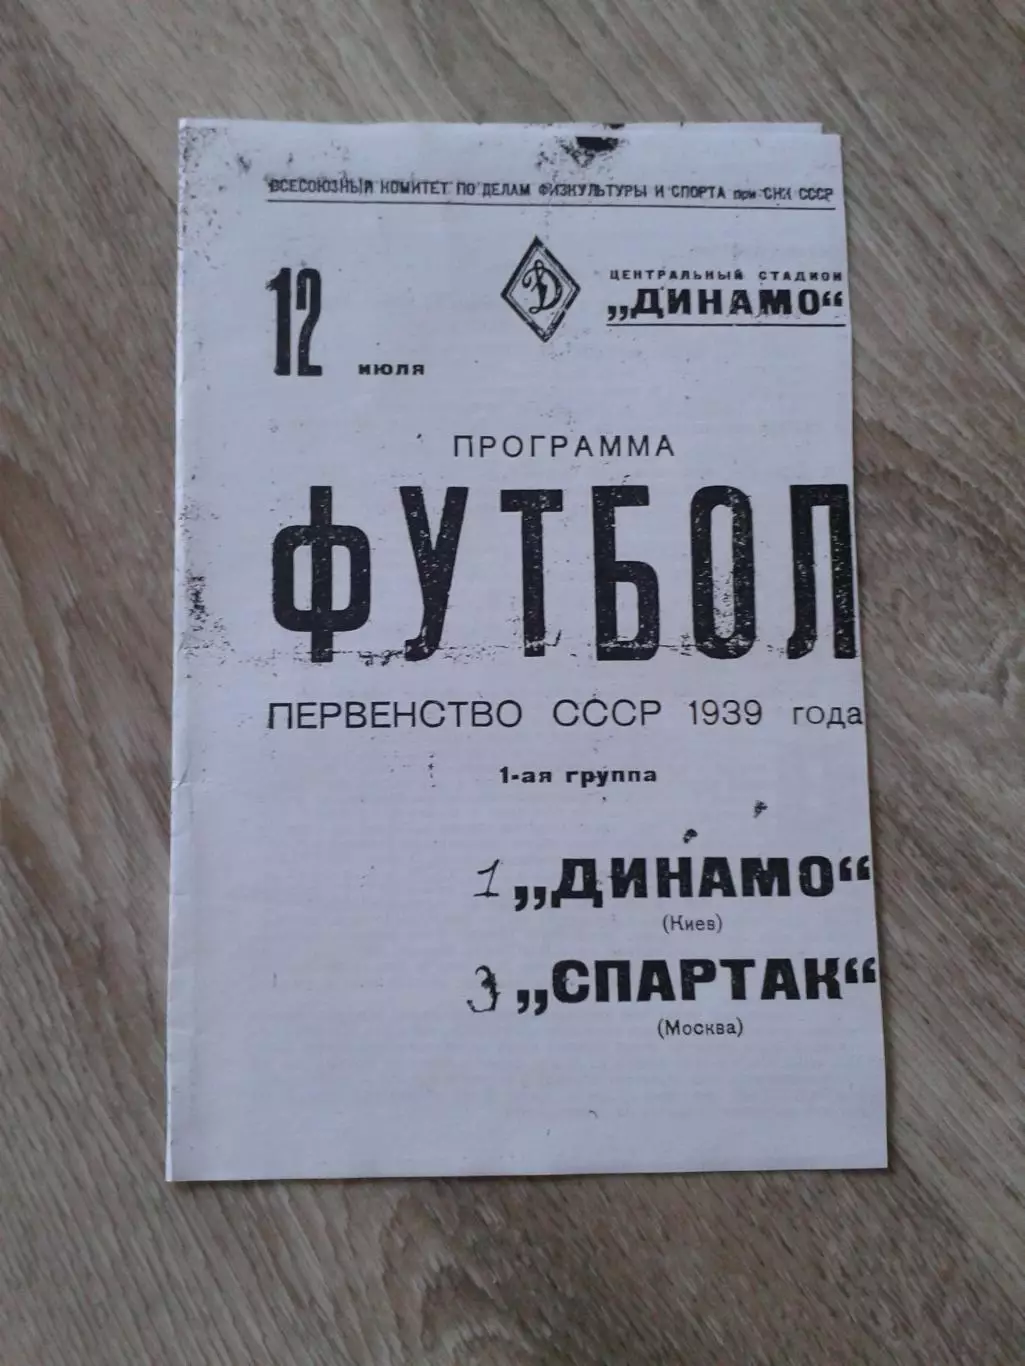 ВСЕСОЮЗНЫЙ КОМИТЕТ ПО ДЕЛАМ ФИЗКУЛЬТУРЫ И СПОРТА при СНК СССР
Д
ЦЕНТРАЛЬНЫЙ СТАДИОН
„ДИНАМО“
12 июля
ПРОГРАММА
ФУТБОЛ
ПЕРВЕНСТВО СССР 1939 года
1-ая группа
1 „ДИНАМО“
(Киев)
3 „СПАРТАК“
(Москва)